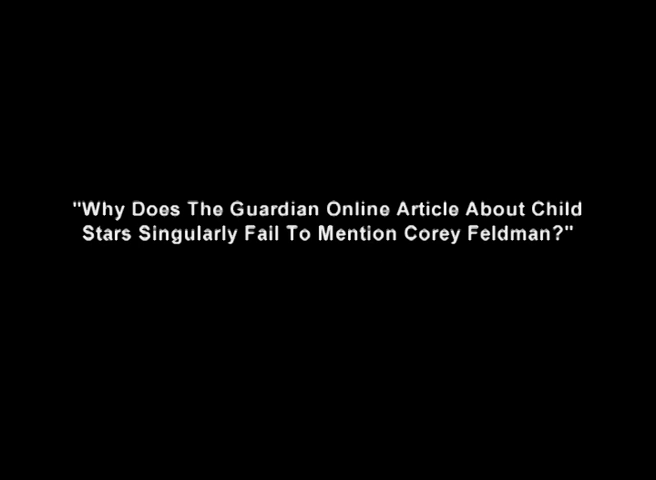 "Why Does The Guardian Online Article About Child
Stars Singularly Fail To Mention Corey Feldman?"